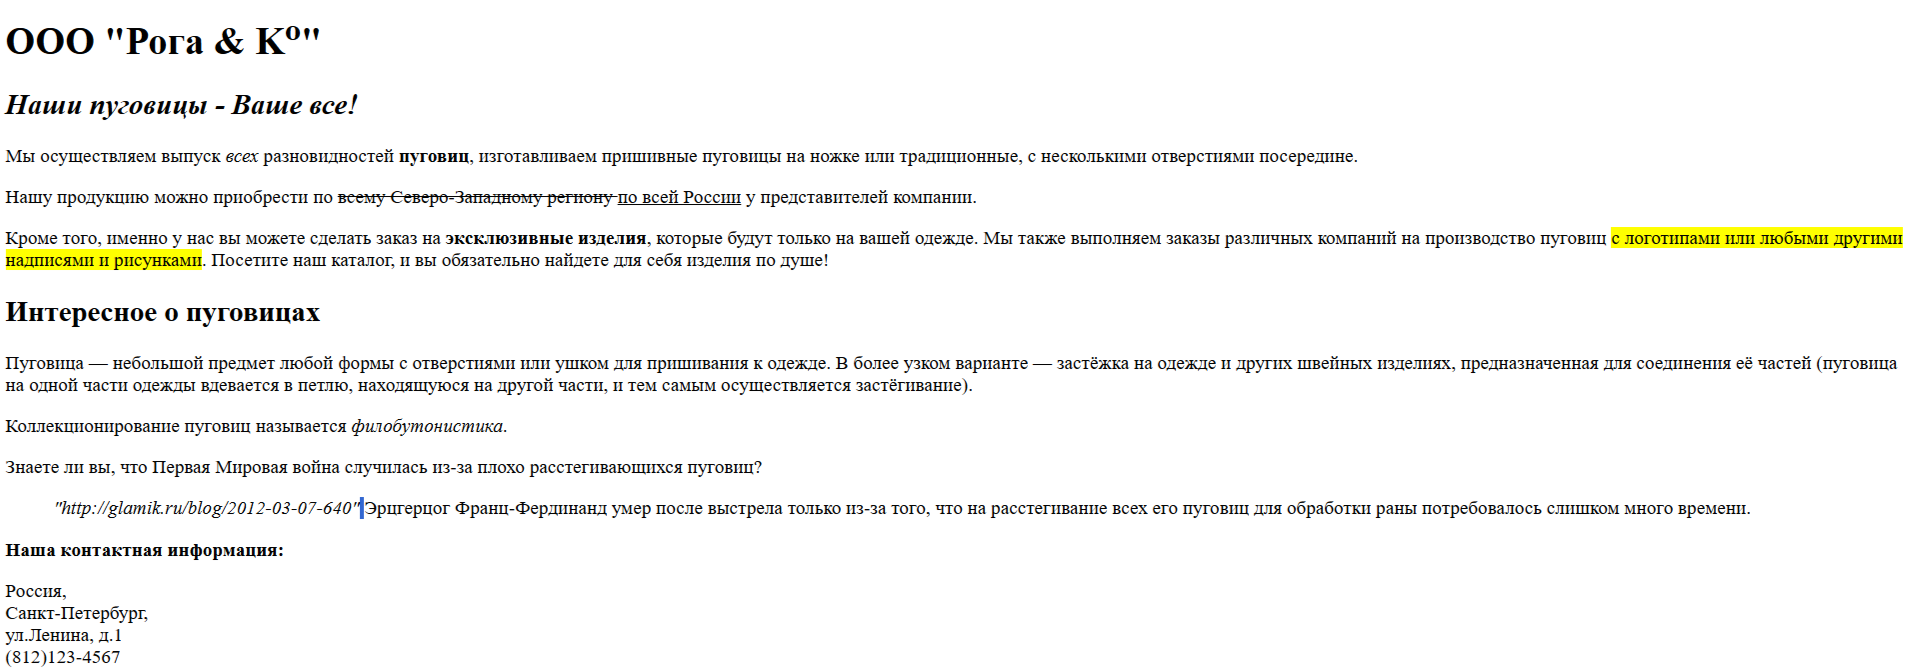 ООО "Рога & Kº"
Наши пуговицы - Ваше все!
Мы осуществляем выпуск всех разновидностей пуговиц, изготавливаем пришивные пуговицы на ножке или традиционные, с несколькими отверстиями посередине.
Нашу продукцию можно приобрести по всему Северо-Западному региону по всей России у представителей компании.
Кроме того, именно у нас вы можете сделать заказ на эксклюзивные изделия, которые будут только на вашей одежде. Мы также выполняем заказы различных компаний на производство пуговиц с логотипами или любыми другими
надписями и рисунками. Посетите наш каталог, и вы обязательно найдете для себя изделия по душе!
Интересное о пуговицах
Пуговица — небольшой предмет любой формы с отверстиями или ушком для пришивания к одежде. В более узком варианте — застёжка на одежде и других швейных изделиях, предназначенная для соединения её частей (пуговица
на одной части одежды вдевается в петлю, находящуюся на другой части, и тем самым осуществляется застёгивание).
Коллекционирование пуговиц называется филобутонистика.
Знаете ли вы, что Первая Мировая война случилась из-за плохо расстегивающихся пуговиц?
"http://glamik.ru/blog/2012-03-07-640" Эрцгерцог Франц-Фердинанд умер после выстрела только из-за того, что на расстегивание всех его пуговиц для обработки раны потребовалось слишком много времени.
Наша контактная информация:
Россия,
Санкт-Петербург,
ул.Ленина, д.1
(812)123-4567